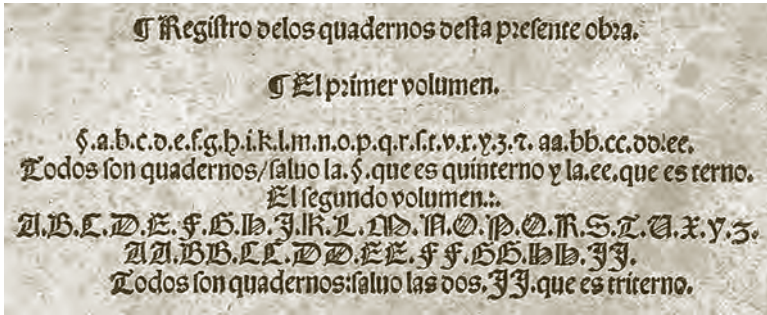 ¶ Regiſtro delos quadernos deſta preſente obra.
¶ El primer volumen.
§.a.b.c.d.e.f.g.h.i.k.l.m.n.o.p.q.r.ſ.t.v.x.y.z.⁊. aa.bb.cc.dd.ee.
Todos ſon quadernos/ſaluo la.§.que es quinterno y la.ee.que es terno.
El ſegundo volumen.:.
A.B.C.D.E.F.G.H.J.K.L.M.N.O.P.Q.R.S.T.U.X.Y.Z.
AA.BB.CC.DD.EE.FF.GG.HH.JJ.
Todos ſon quadernos:ſaluo las dos.JJ.que es triterno.